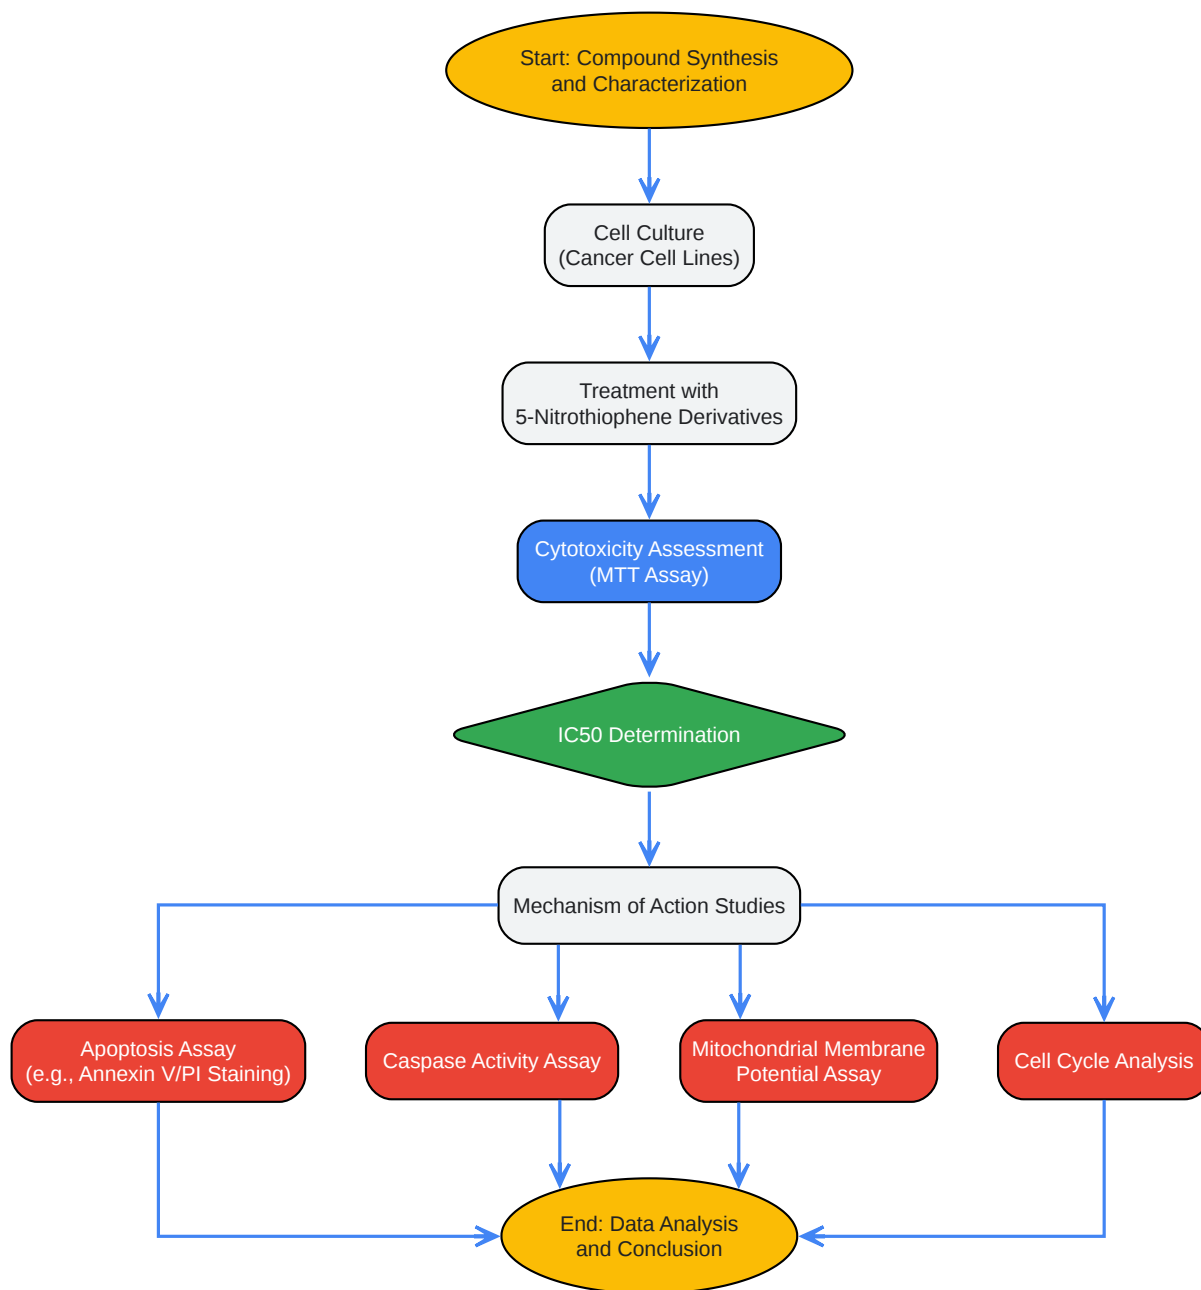 Start: Compound Synthesis
and Characterization
Cell Culture
(Cancer Cell Lines)
Treatment with
5-Nitrothiophene Derivatives
Cytotoxicity Assessment
(MTT Assay)
IC50 Determination
Mechanism of Action Studies
Apoptosis Assay
(e.g., Annexin V/PI Staining)
Caspase Activity Assay
Mitochondrial Membrane
Potential Assay
Cell Cycle Analysis
End: Data Analysis
and Conclusion